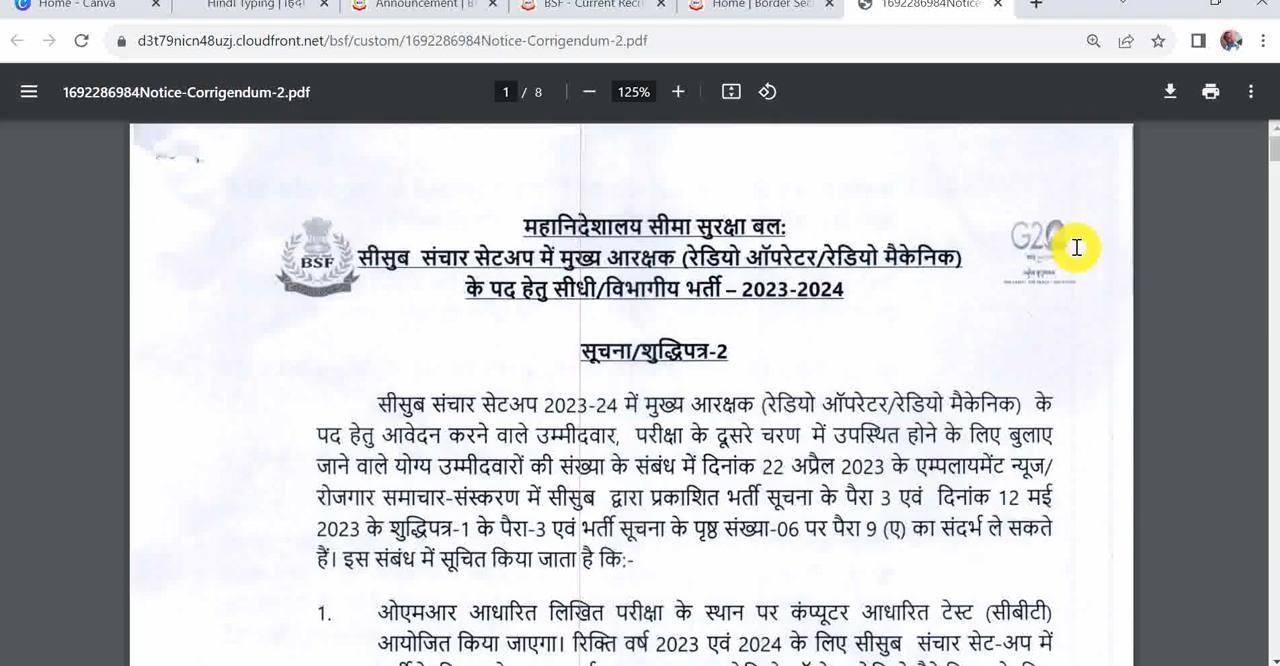 Home - Canva
Hindi Typing | हिंदी
Announcement | B
BSF - Current Recr
Home | Border Sec
1692286984Notice-
d3t79nicn48uzj.cloudfront.net/bsf/custom/1692286984Notice-Corrigendum-2.pdf
1692286984Notice-Corrigendum-2.pdf
1 / 8
125%
महानिदेशालय सीमा सुरक्षा बल:
BSF
सीसुब संचार सेटअप में मुख्य आरक्षक (रेडियो ऑपरेटर/रेडियो मैकेनिक)
G20
के पद हेतु सीधी/विभागीय भर्ती – 2023-2024
सूचना/शुद्धिपत्र-2
सीसुब संचार सेटअप 2023-24 में मुख्य आरक्षक (रेडियो ऑपरेटर/रेडियो मैकेनिक) के
पद हेतु आवेदन करने वाले उम्मीदवार, परीक्षा के दूसरे चरण में उपस्थित होने के लिए बुलाए
जाने वाले योग्य उम्मीदवारों की संख्या के संबंध में दिनांक 22 अप्रैल 2023 के एम्पलायमेंट न्यूज/
रोजगार समाचार-संस्करण में सीसुब द्वारा प्रकाशित भर्ती सूचना के पैरा 3 एवं दिनांक 12 मई
2023 के शुद्धिपत्र-1 के पैरा-3 एवं भर्ती सूचना के पृष्ठ संख्या-06 पर पैरा 9 (ए) का संदर्भ ले सकते
हैं। इस संबंध में सूचित किया जाता है कि:-
1. ओएमआर आधारित लिखित परीक्षा के स्थान पर कंप्यूटर आधारित टेस्ट (सीबीटी)
आयोजित किया जाएगा। रिक्ति वर्ष 2023 एवं 2024 के लिए सीसुब संचार सेट-अप में